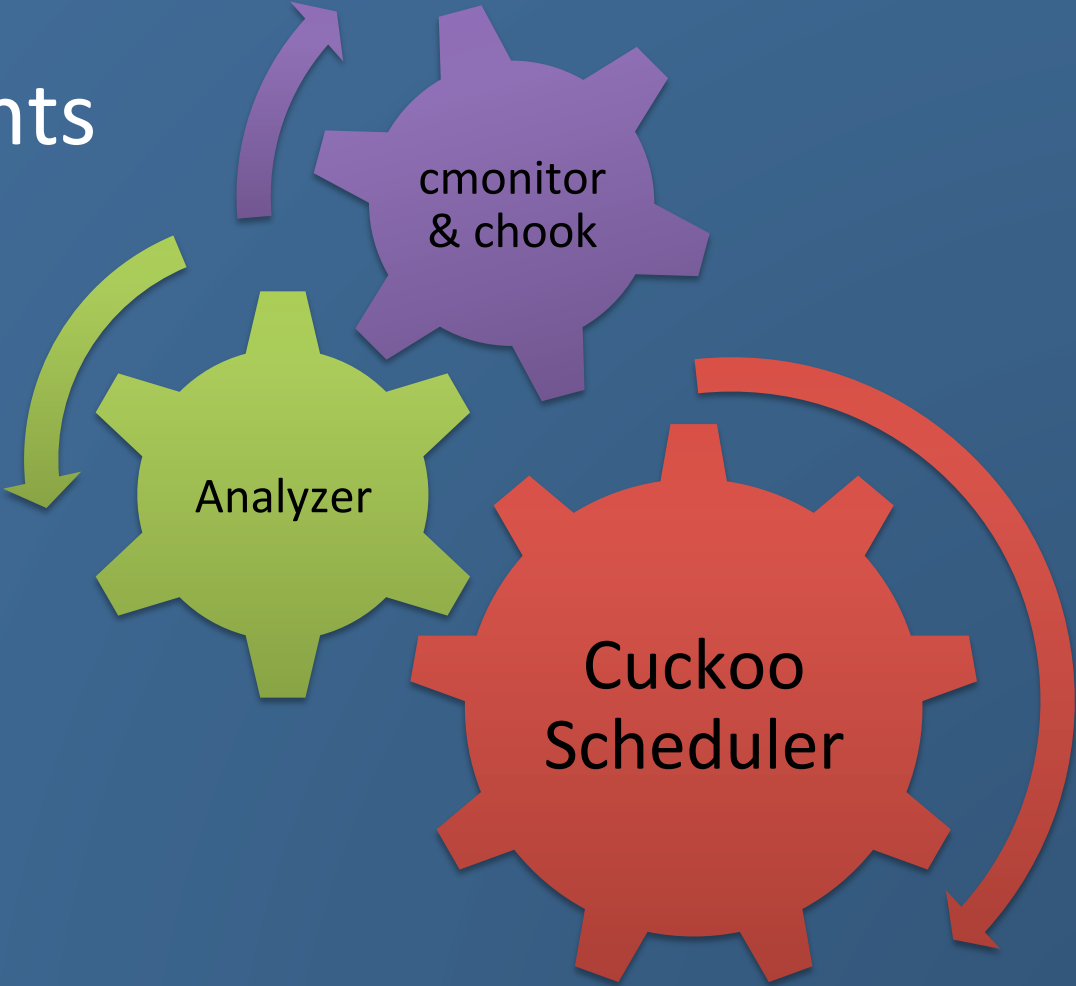 nts
cmonitor
& chook
Analyzer
Cuckoo
Scheduler